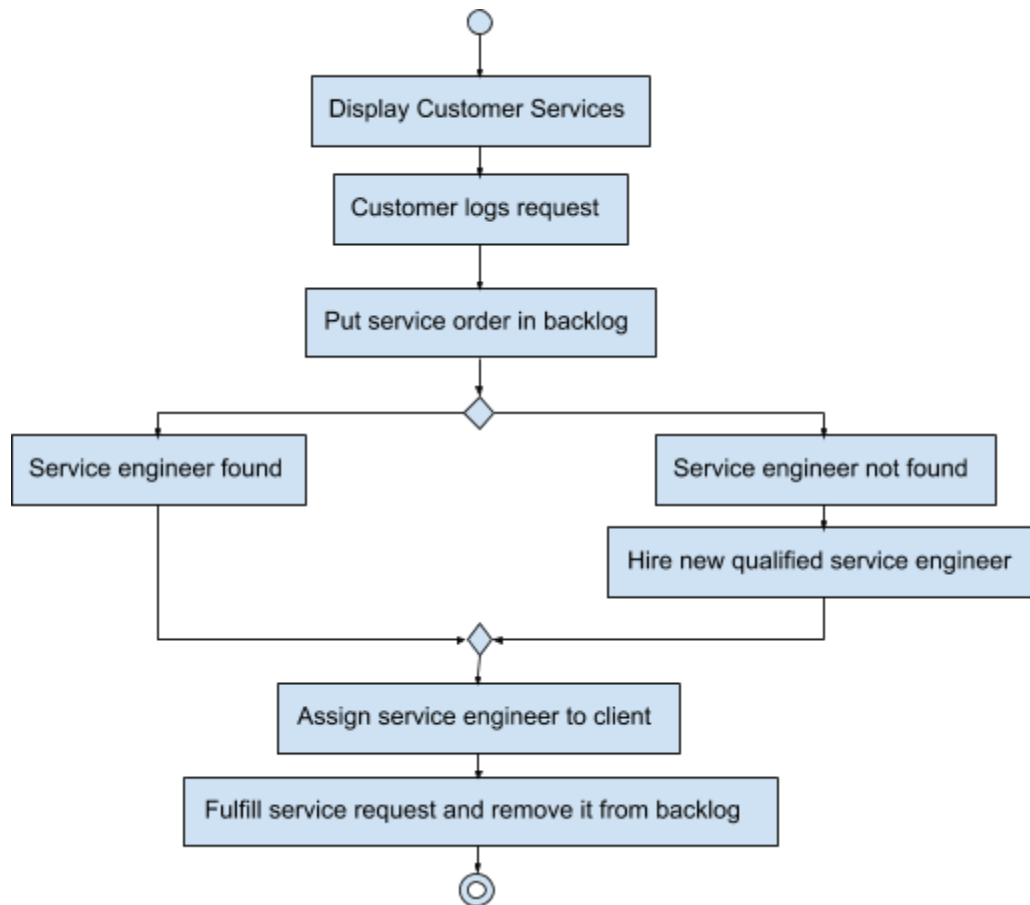 Display Customer Services
Customer logs request
Put service order in backlog
Service engineer found
Service engineer not found
Hire new qualified service engineer
Assign service engineer to client
Fulfill service request and remove it from backlog